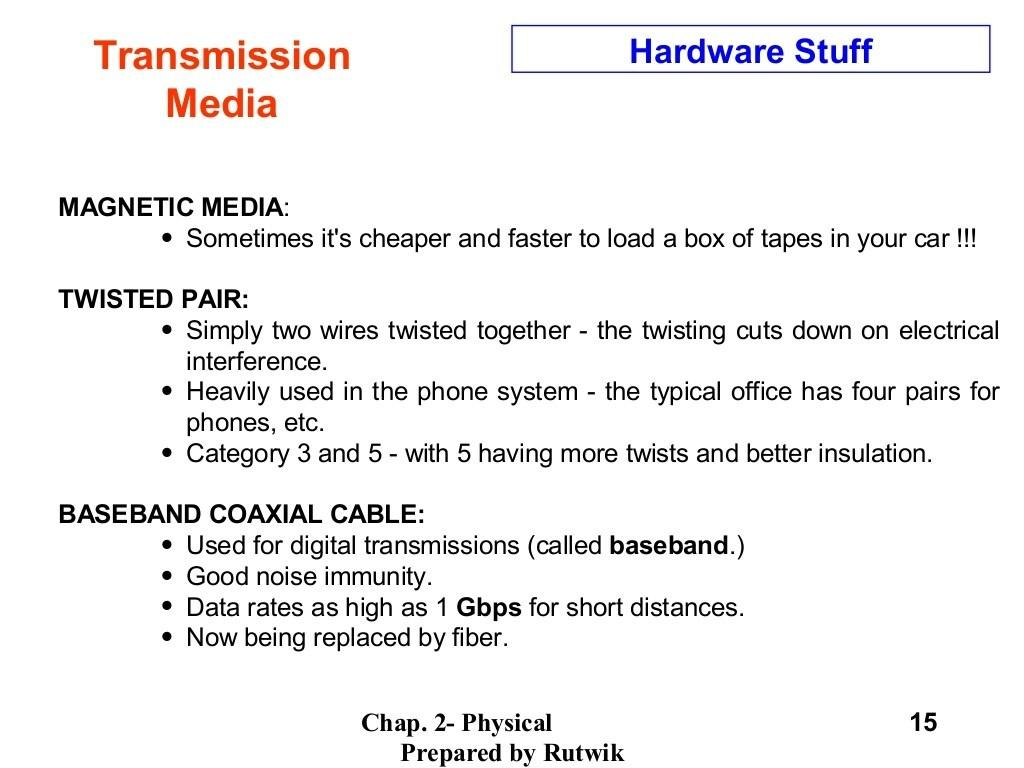 Transmission
Media
Hardware Stuff
MAGNETIC MEDIA:
• Sometimes it's cheaper and faster to load a box of tapes in your car !!!
TWISTED PAIR:
• Simply two wires twisted together - the twisting cuts down on electrical
interference.
• Heavily used in the phone system - the typical office has four pairs for
phones, etc.
• Category 3 and 5 - with 5 having more twists and better insulation.
BASEBAND COAXIAL CABLE:
• Used for digital transmissions (called baseband.)
• Good noise immunity.
• Data rates as high as 1 Gbps for short distances.
• Now being replaced by fiber.
Chap. 2- Physical
Prepared by Rutwik
15